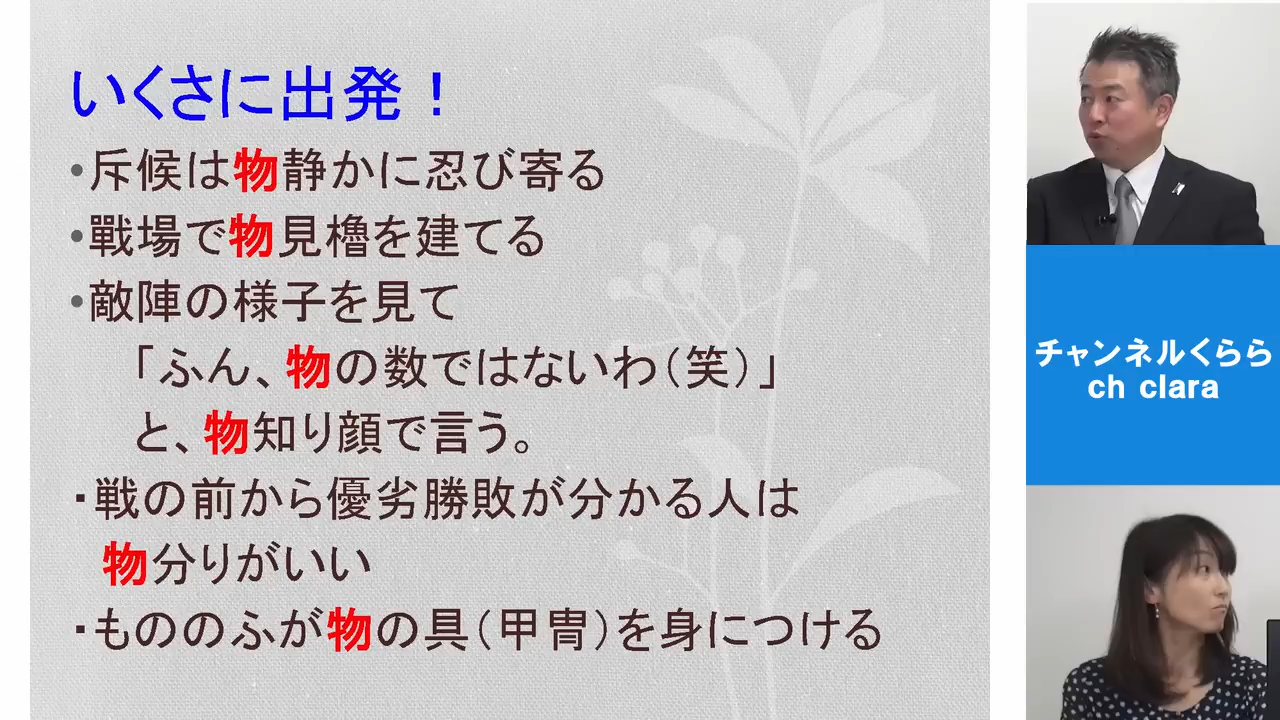 いくさに出発！
•斥候は物静かに忍び寄る
•戰場で物見櫓を建てる
•敵陣の様子を見て
「ふん、物の数ではないわ（笑）」
と、物知り顔で言う。
・戦の前から優劣勝敗が分かる人は
物分りがいい
・もののふが物の具（甲冑）を身につける
チャンネルくらら
ch clara